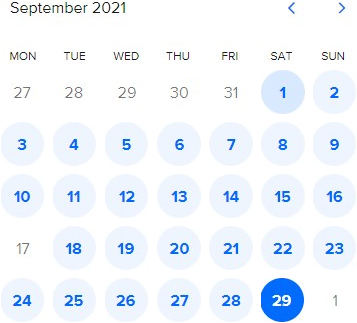 September 2021
MON TUE WED THU FRI SAT SUN
27 28 29 30 31 1 2
3 4 5 6 7 8 9
10 11 12 13 14 15 16
17 18 19 20 21 22 23
24 25 26 27 28 29 1